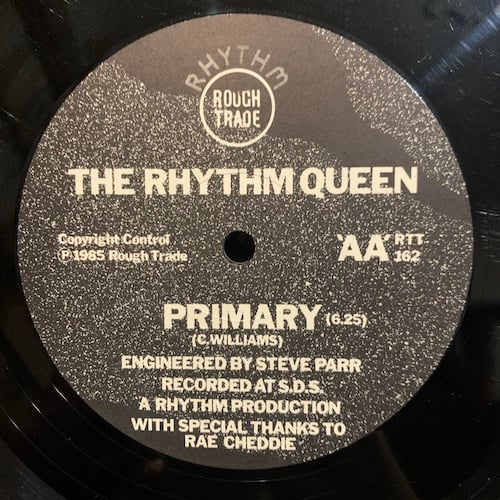 RHYTHM
ROUGH
TRADE
THE RHYTHM QUEEN
Copyright Control
℗ 1985 Rough Trade
'AA' RTT
162
PRIMARY (6.25)
(C.WILLIAMS)
ENGINEERED BY STEVE PARR
RECORDED AT S.D.S.
A RHYTHM PRODUCTION
WITH SPECIAL THANKS TO
RAE CHEDDIE